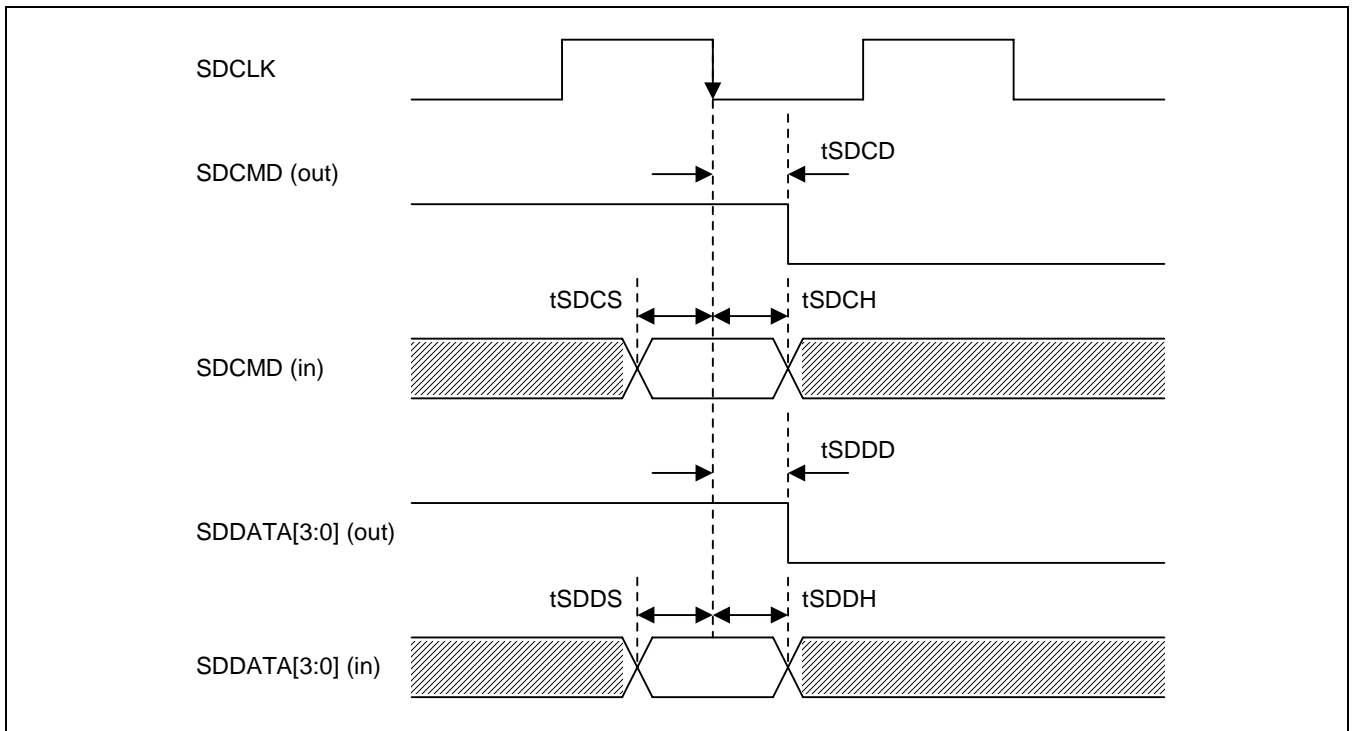 SDCLK
tSDCD
SDCMD (out)
tSDCS
tSDCH
SDCMD (in)
tSDDD
SDDATA[3:0] (out)
tSDDS
tSDDH
SDDATA[3:0] (in)